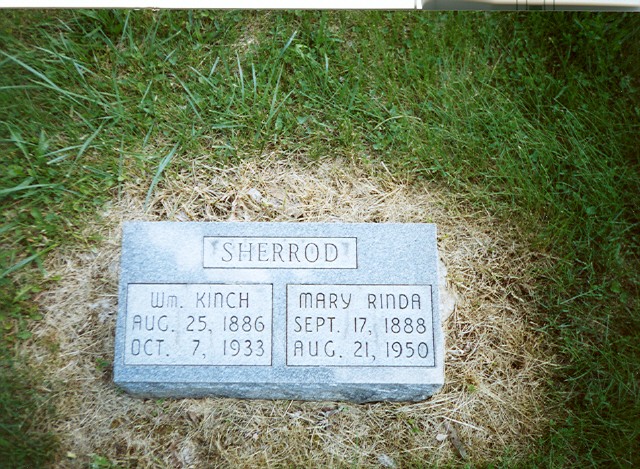 SHERROD
Wm. KINCH
AUG. 25, 1886
OCT. 7, 1933
MARY RINDA
SEPT. 17, 1888
AUG. 21, 1950